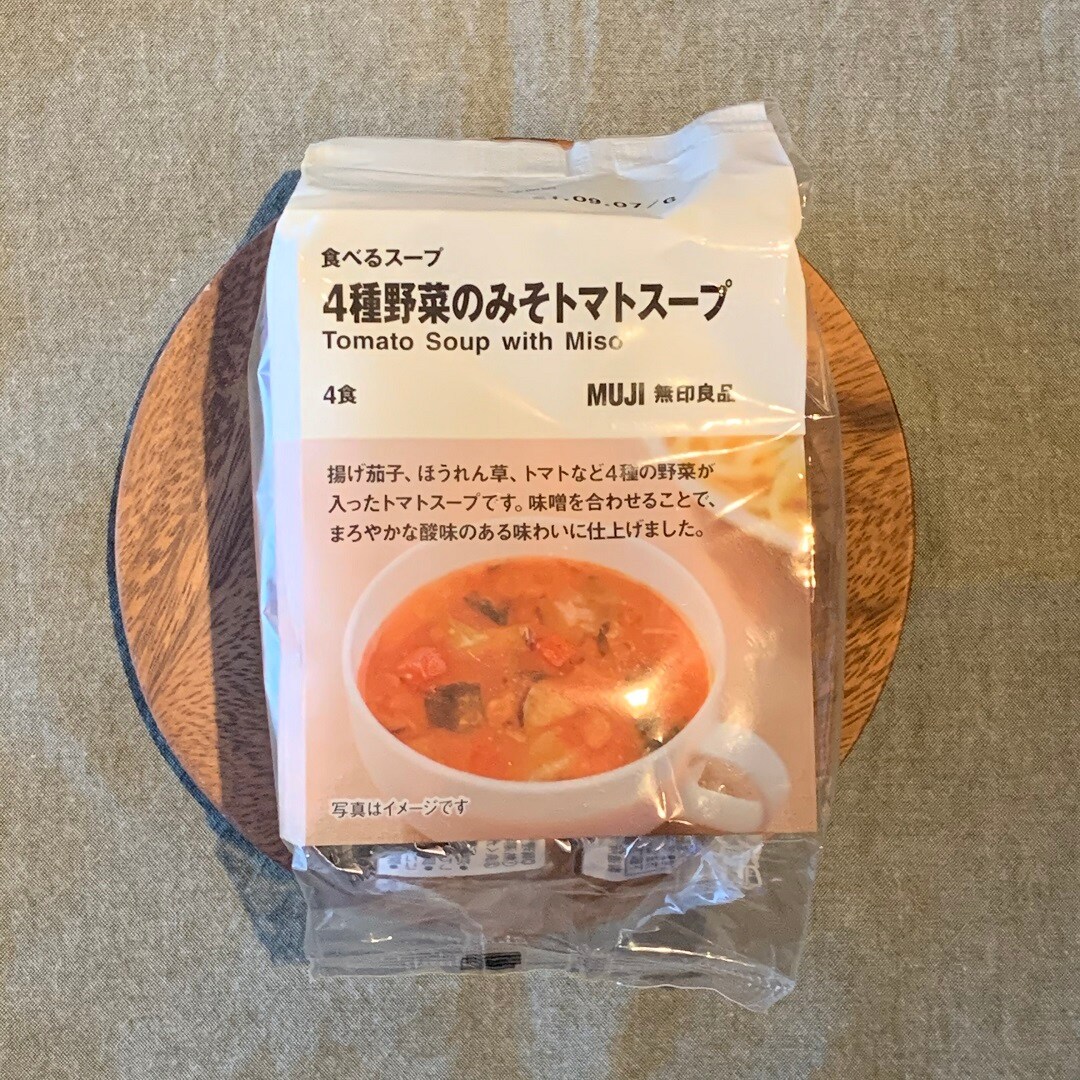 .09.07/G
食べるスープ
4種野菜のみそトマトスープ
Tomato Soup with Miso
4食
MUJI 無印良品
揚げ茄子、ほうれん草、トマトなど4種の野菜が
入ったトマトスープです。味噌を合わせることで、
まろやかな酸味のある味わいに仕上げました。
写真はイメージです